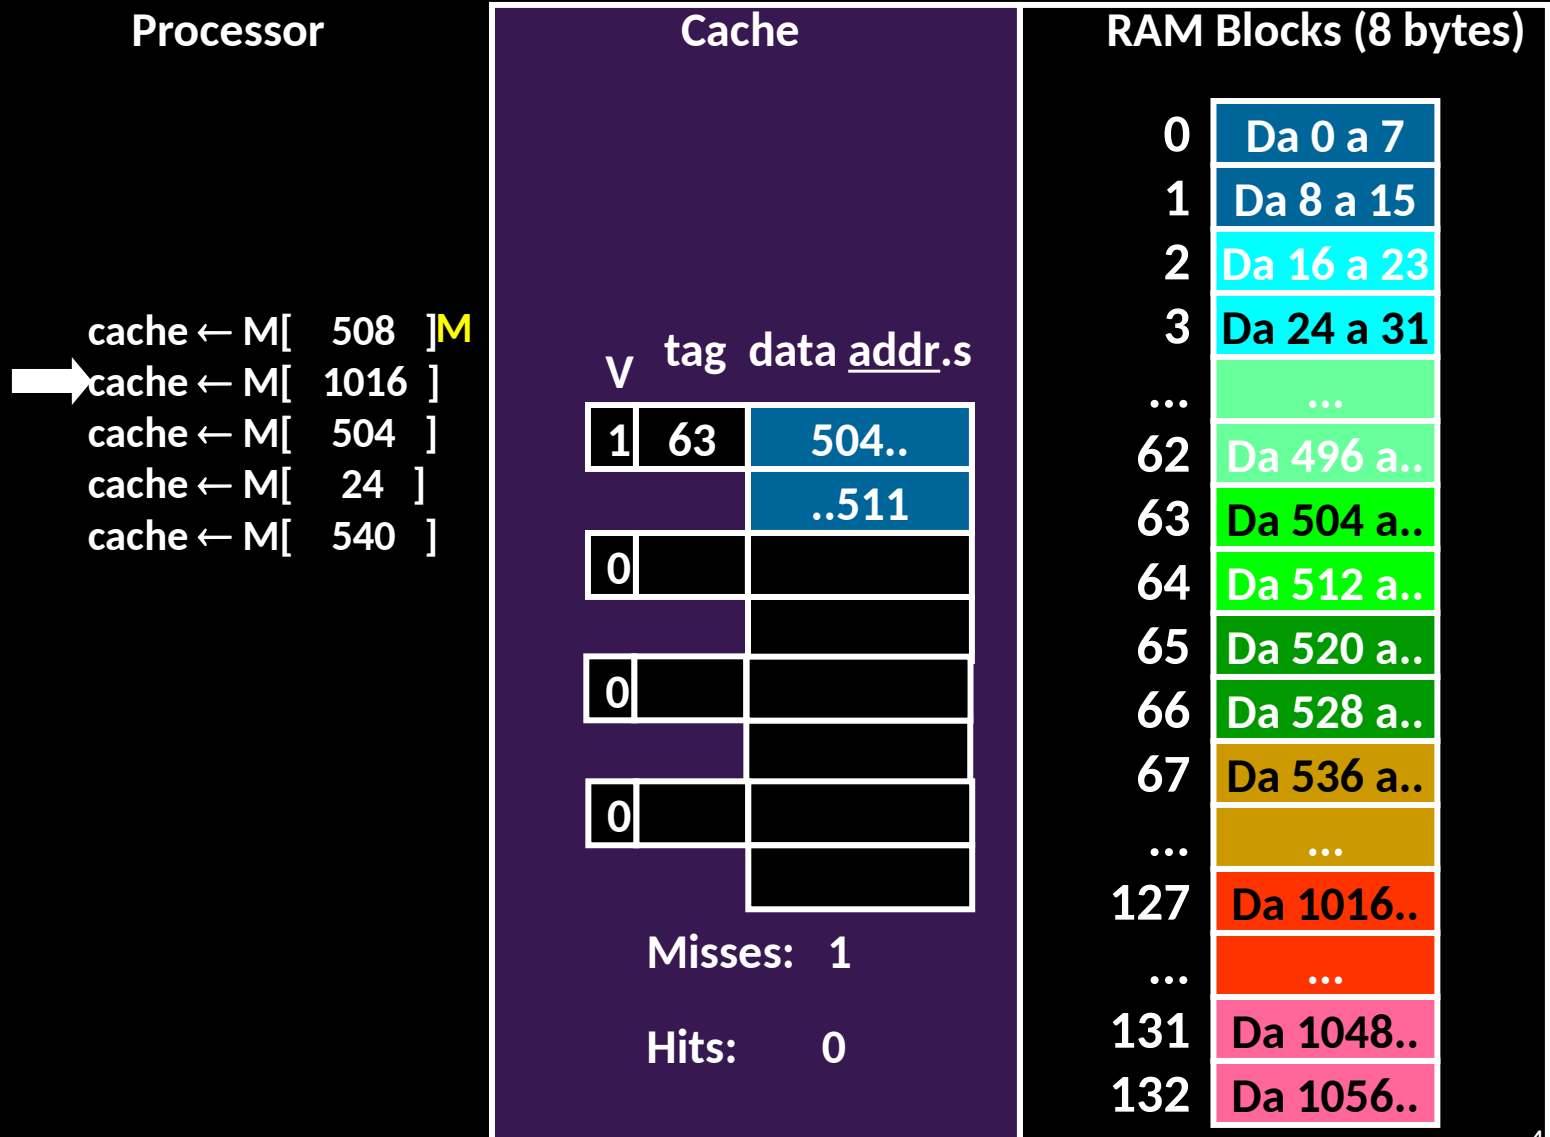 Processor
cache ← M[ 508 ]M
cache ← M[ 1016 ]
cache ← M[ 504 ]
cache ← M[ 24 ]
cache ← M[ 540 ]
Cache
V tag data addr.s
1 63 504..
..511
0
0
0
Misses: 1
Hits: 0
RAM Blocks (8 bytes)
0 Da 0 a 7
1 Da 8 a 15
2 Da 16 a 23
3 Da 24 a 31
... ...
62 Da 496 a..
63 Da 504 a..
64 Da 512 a..
65 Da 520 a..
66 Da 528 a..
67 Da 536 a..
... ...
127 Da 1016..
... ...
131 Da 1048..
132 Da 1056..